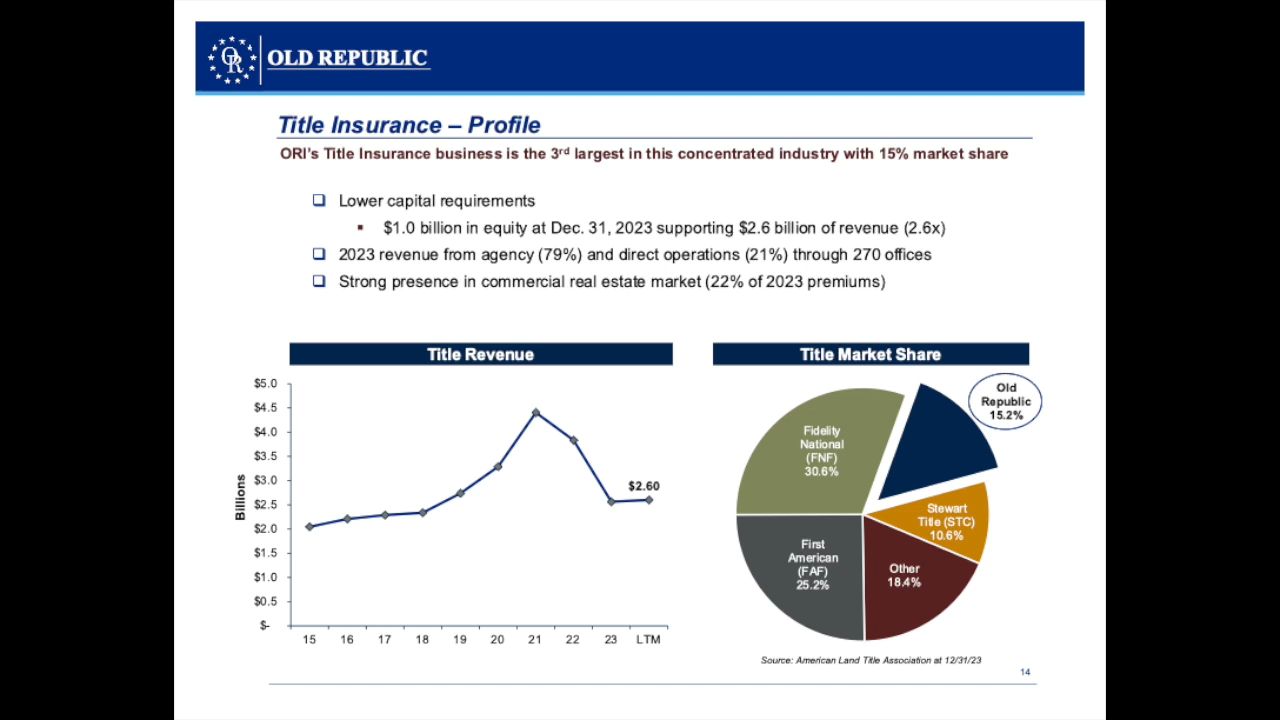 OLD REPUBLIC
Title Insurance – Profile
ORI's Title Insurance business is the 3rd largest in this concentrated industry with 15% market share
Lower capital requirements
$1.0 billion in equity at Dec. 31, 2023 supporting $2.6 billion of revenue (2.6x)
2023 revenue from agency (79%) and direct operations (21%) through 270 offices
Strong presence in commercial real estate market (22% of 2023 premiums)
Title Revenue
Billions
$5.0
$4.5
$4.0
$3.5
$3.0
$2.5
$2.0
$1.5
$1.0
$0.5
$-
$2.60
15 16 17 18 19 20 21 22 23 LTM
Title Market Share
Old
Republic
15.2%
Fidelity
National
(FNF)
30.6%
Stewart
Title (STC)
10.6%
First
American
(FAF)
25.2%
Other
18.4%
Source: American Land Title Association at 12/31/23
14